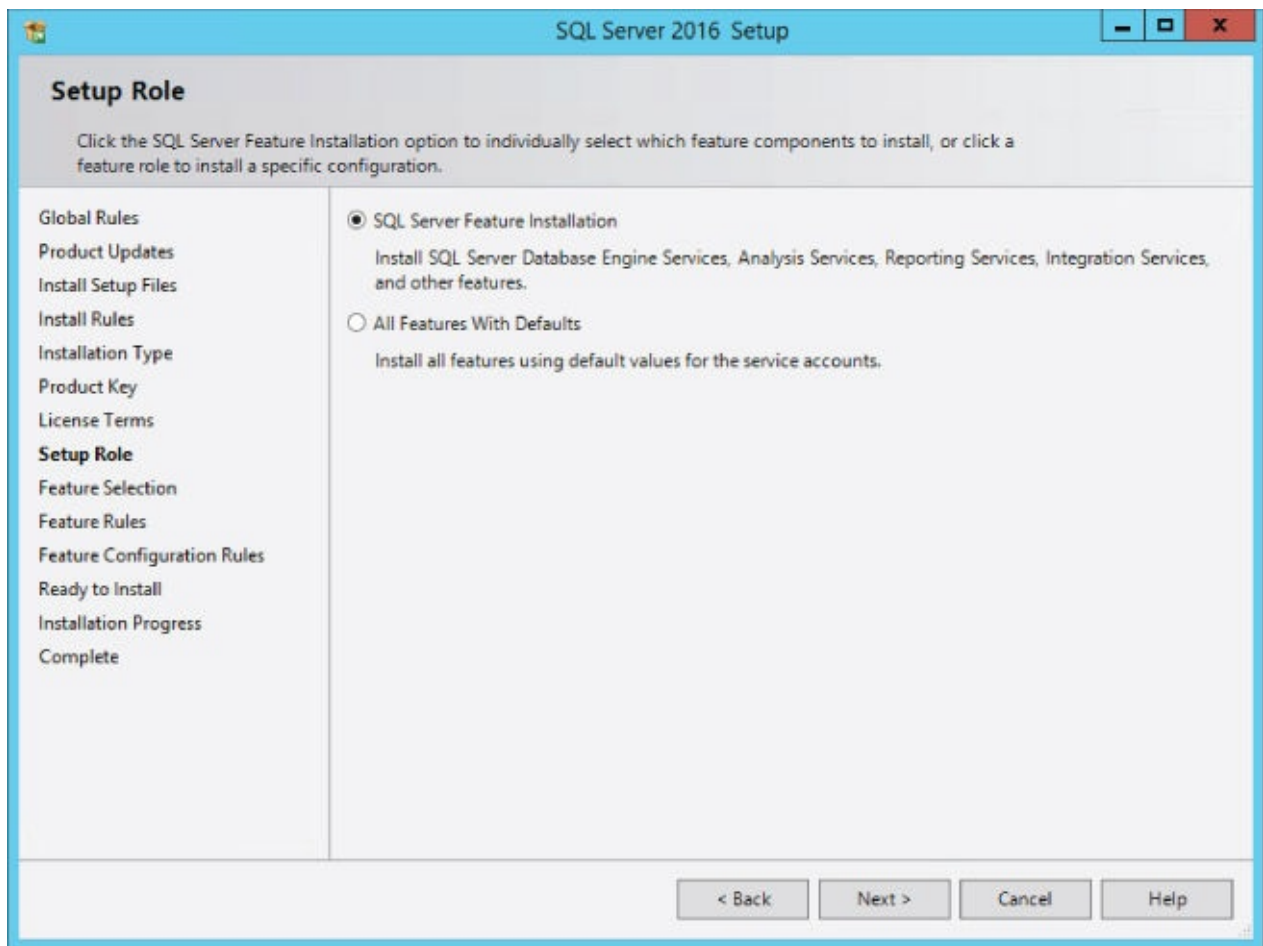 SQL Server 2016 Setup
Setup Role
Click the SQL Server Feature Installation option to individually select which feature components to install, or click a
feature role to install a specific configuration.
Global Rules
Product Updates
Install Setup Files
Install Rules
Installation Type
Product Key
License Terms
Setup Role
Feature Selection
Feature Rules
Feature Configuration Rules
Ready to Install
Installation Progress
Complete
SQL Server Feature Installation
Install SQL Server Database Engine Services, Analysis Services, Reporting Services, Integration Services,
and other features.
All Features With Defaults
Install all features using default values for the service accounts.
< Back
Next >
Cancel
Help